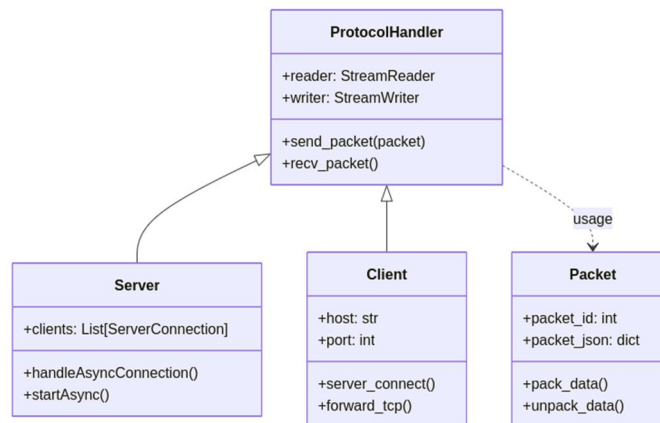 ProtocolHandler
+reader: StreamReader
+writer: StreamWriter
+send_packet(packet)
+recv_packet()
usage
Server
+clients: List[ServerConnection]
+handleAsyncConnection()
+startAsync()
Client
+host: str
+port: int
+server_connect()
+forward_tcp()
Packet
+packet_id: int
+packet_json: dict
+pack_data()
+unpack_data()